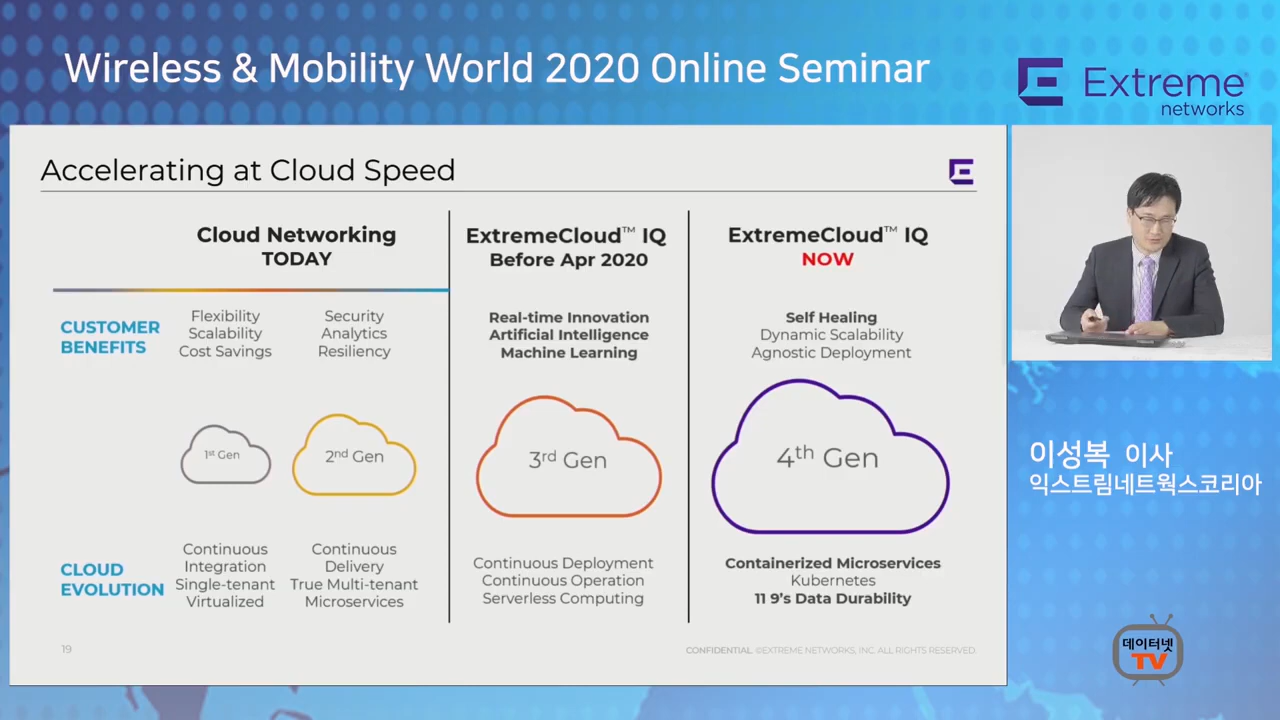 Wireless & Mobility World 2020 Online Seminar
Extreme
networks
Accelerating at Cloud Speed
Cloud Networking
TODAY
ExtremeCloud™ IQ
Before Apr 2020
ExtremeCloud™ IQ
NOW
CUSTOMER
BENEFITS
Flexibility
Scalability
Cost Savings
Security
Analytics
Resiliency
Real-time Innovation
Artificial Intelligence
Machine Learning
Self Healing
Dynamic Scalability
Agnostic Deployment
1st Gen
2nd Gen
3rd Gen
4th Gen
CLOUD
EVOLUTION
Continuous
Integration
Single-tenant
Virtualized
Continuous
Delivery
True Multi-tenant
Microservices
Continuous Deployment
Continuous Operation
Serverless Computing
Containerized Microservices
Kubernetes
11 9's Data Durability
19
CONFIDENTIAL. ©EXTREME NETWORKS, INC. ALL RIGHTS RESERVED.
이성복 이사
익스트림네트웍스코리아
데이터넷
TV